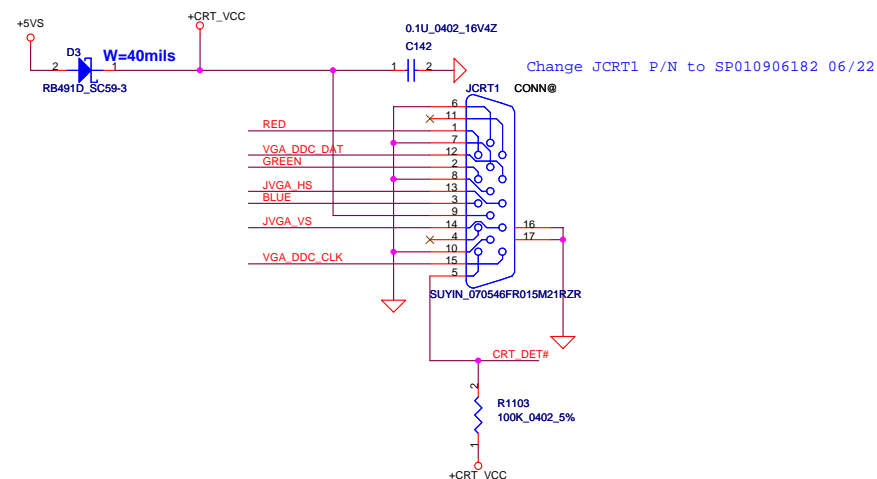 +5VS
+CRT_VCC
D3
W=40mils
2
1
RB491D_SC59-3
0.1U_0402_16V4Z
C142
1
2
Change JCRT1 P/N to SP010906182 06/22
JCRT1
CONN@
6
11
RED
1
7
VGA_DDC_DAT
12
GREEN
2
8
JVGA_HS
13
BLUE
3
9
JVGA_VS
14
16
4
17
10
VGA_DDC_CLK
15
5
SUYIN_070546FR015M21RZR
CRT_DET#
2
R1103
100K_0402_5%
1
+CRT_VCC